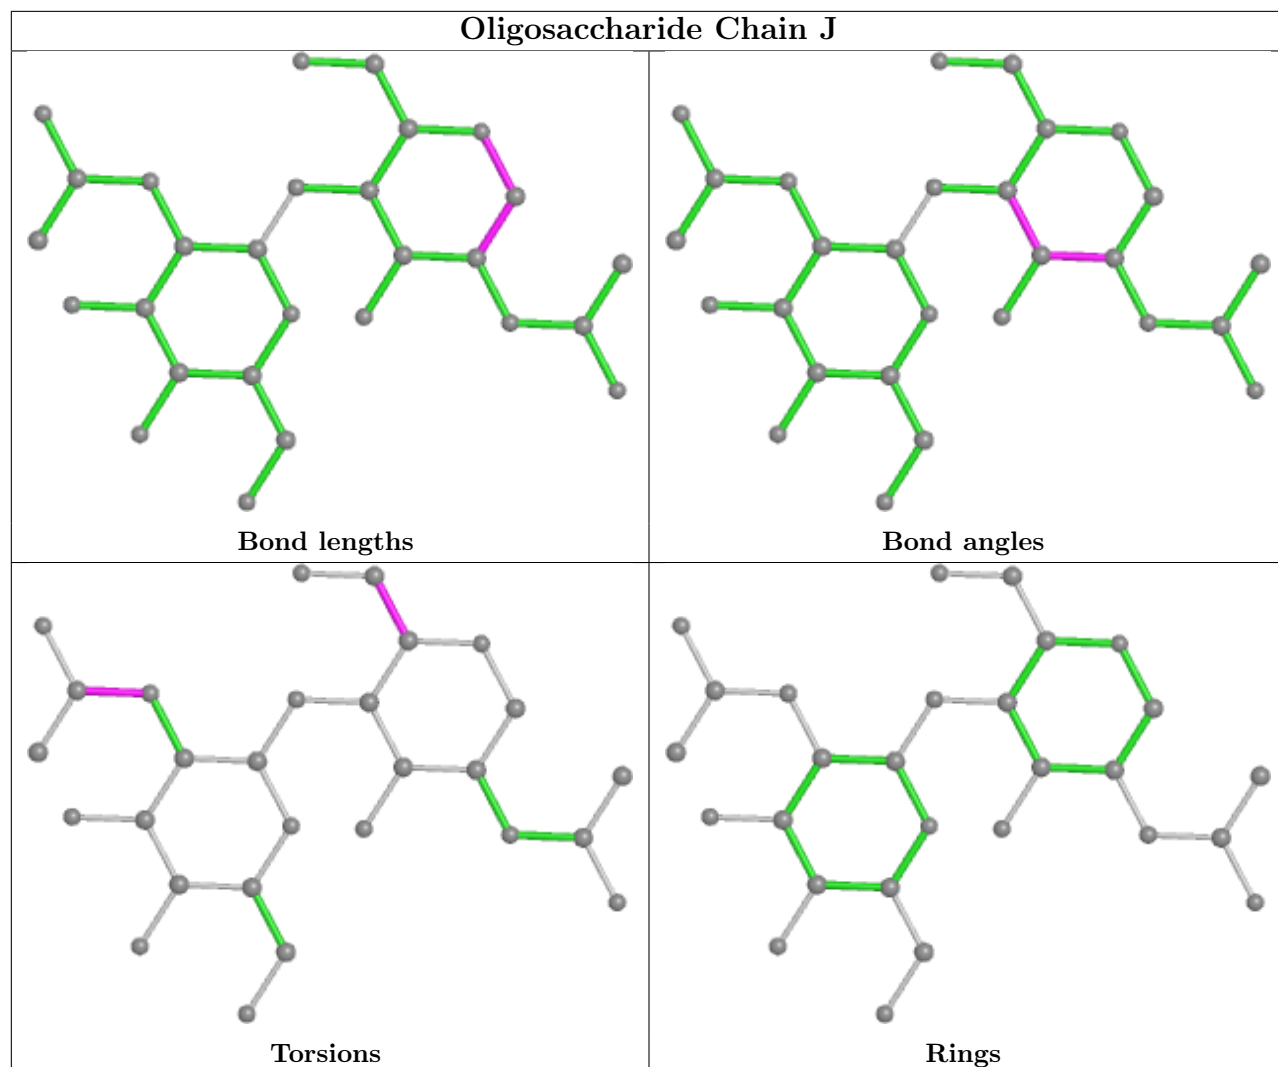 Oligosaccharide Chain J
Bond lengths
Bond angles
Torsions
Rings